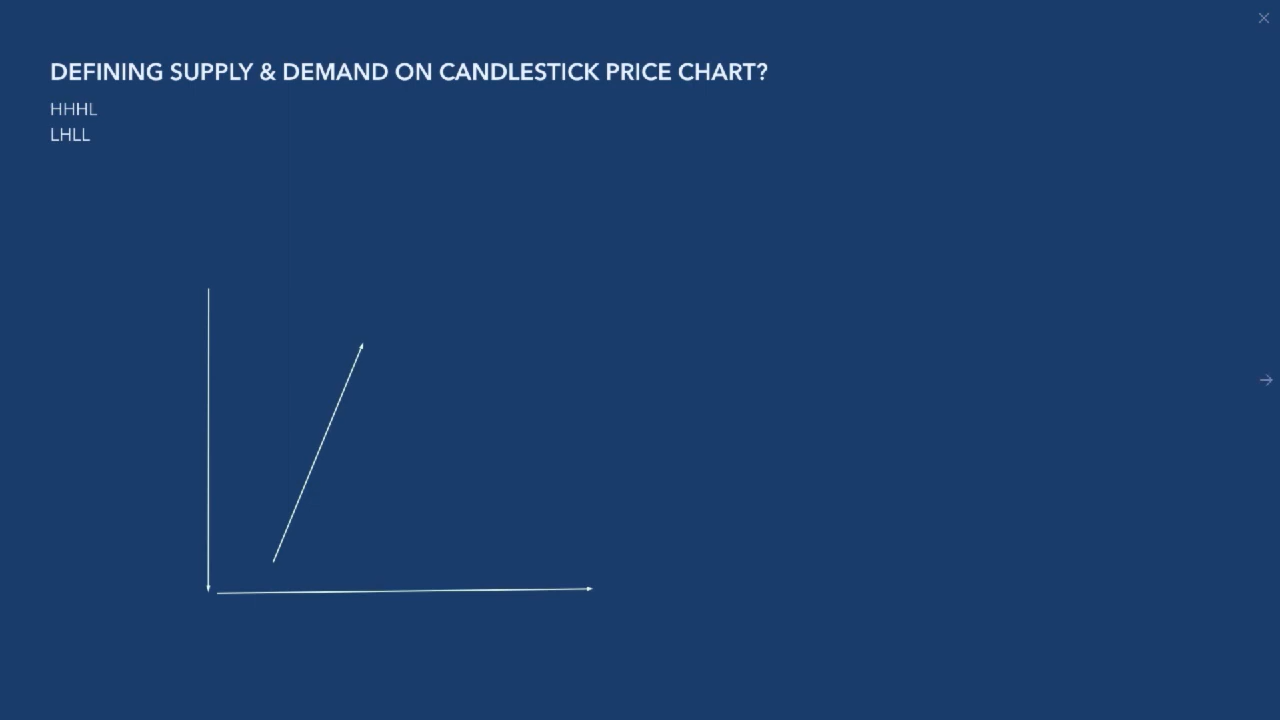 DEFINING SUPPLY & DEMAND ON CANDLESTICK PRICE CHART?
HHHL
LHLL